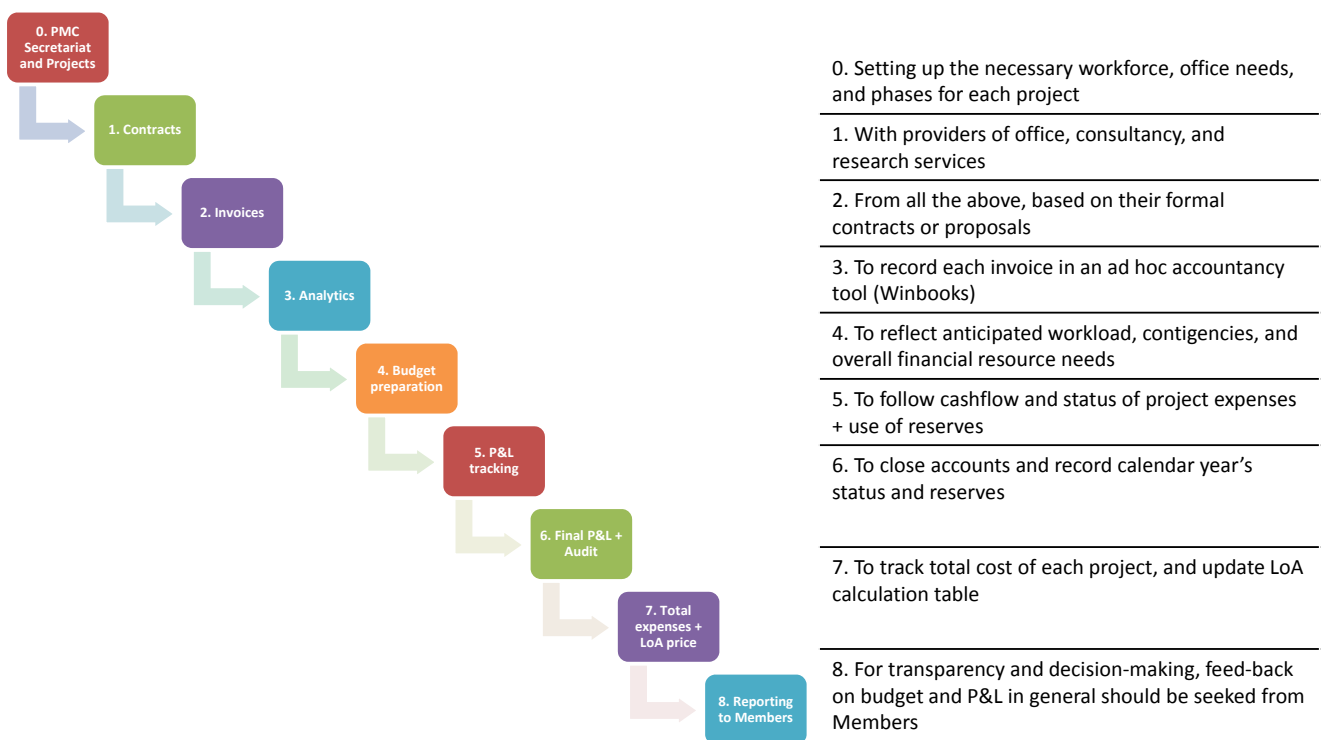 0. PMC
Secretariat
and Projects
1. Contracts
2. Invoices
3. Analytics
4. Budget
preparation
5. P&L
tracking
6. Final P&L +
Audit
7. Total
expenses +
LoA price
8. Reporting
to Members
0. Setting up the necessary workforce, office needs,
and phases for each project
1. With providers of office, consultancy, and
research services
2. From all the above, based on their formal
contracts or proposals
3. To record each invoice in an ad hoc accountancy
tool (Winbooks)
4. To reflect anticipated workload, contigencies, and
overall financial resource needs
5. To follow cashflow and status of project expenses
+ use of reserves
6. To close accounts and record calendar year’s
status and reserves
7. To track total cost of each project, and update LoA
calculation table
8. For transparency and decision-making, feed-back
on budget and P&L in general should be seeked from
Members